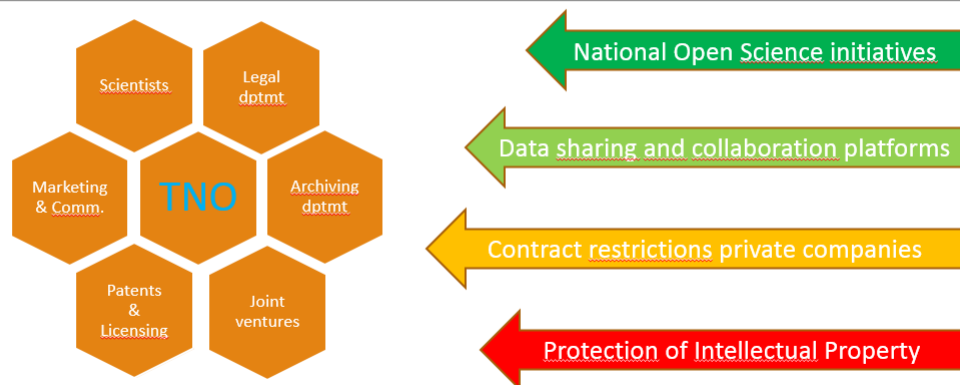 Scientists
Legal
dptmt
Marketing
& Comm.
TNO
Archiving
dptmt
Patents
&
Licensing
Joint
ventures
National Open Science initiatives
Data sharing and collaboration platforms
Contract restrictions private companies
Protection of Intellectual Property